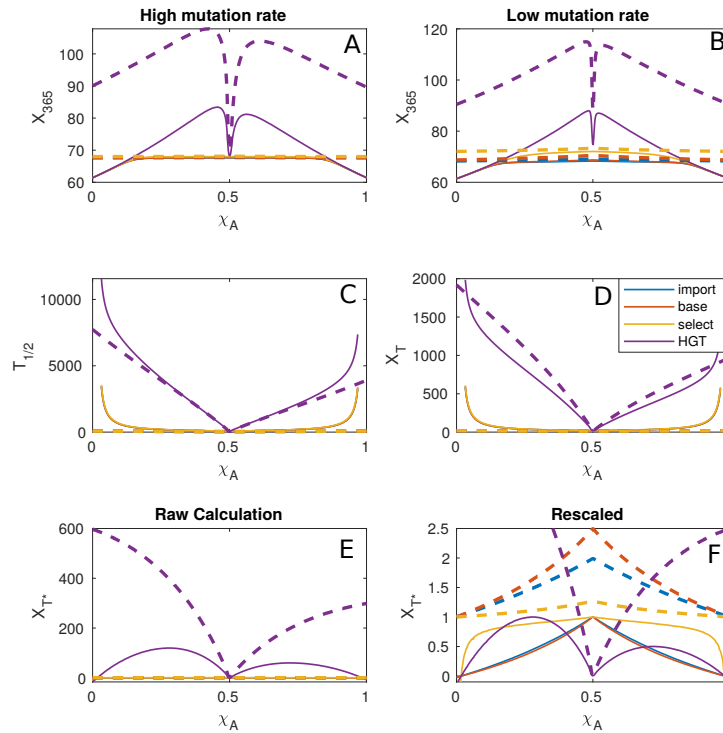 High mutation rate
A
100
90
80
70
60
X365
0
0.5
1
χA
Low mutation rate
B
120
100
80
60
X365
0
0.5
χA
C
10000
5000
0
T1/2
0
0.5
1
χA
D
2000
1500
1000
500
0
XT
0
0.5
χA
import
base
select
HGT
Raw Calculation
E
600
400
200
0
XT*
0
0.5
1
χA
Rescaled
F
2.5
2
1.5
1
0.5
0
XT*
0
0.5
χA